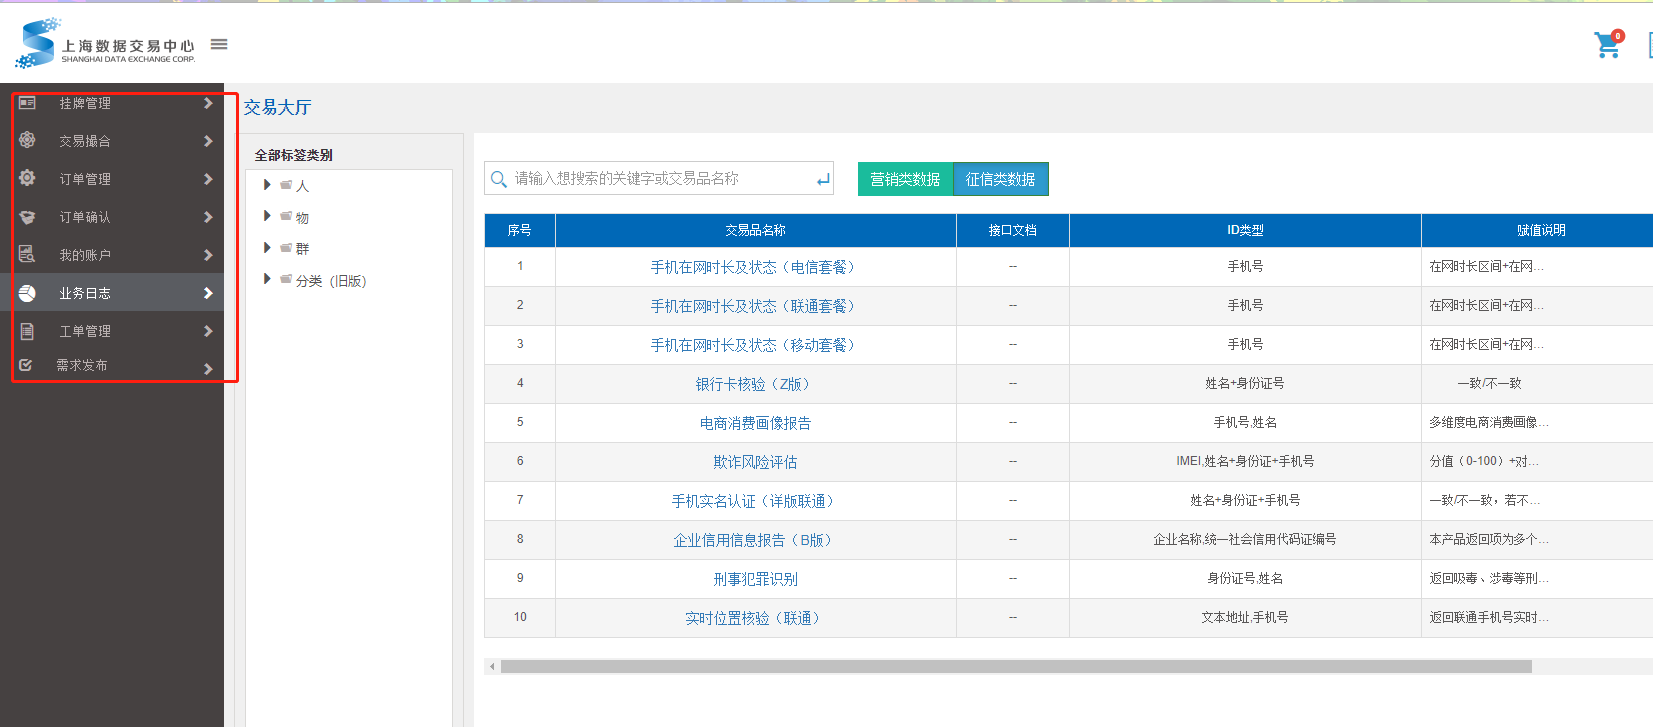 上海数据交易中心
SHANGHAI DATA EXCHANGE CORP.
0
挂牌管理
交易撮合
订单管理
订单确认
我的账户
业务日志
工单管理
需求发布
交易大厅
全部标签类别
人
物
群
分类（旧版）
请输入想搜索的关键字或交易品名称
营销类数据 征信类数据
序号 交易品名称 接口文档 ID类型 赋值说明
1 手机在网时长及状态（电信套餐） -- 手机号 在网时长区间+在网...
2 手机在网时长及状态（联通套餐） -- 手机号 在网时长区间+在网...
3 手机在网时长及状态（移动套餐） -- 手机号 在网时长区间+在网...
4 银行卡核验（Z版） -- 姓名+身份证号 一致/不一致
5 电商消费画像报告 -- 手机号,姓名 多维度电商消费画像...
6 欺诈风险评估 -- IMEI,姓名+身份证+手机号 分值（0-100）+对...
7 手机实名认证（详版联通） -- 姓名+身份证+手机号 一致/不一致，若不...
8 企业信用信息报告（B版） -- 企业名称,统一社会信用代码证编号 本产品返回项为多个...
9 刑事犯罪识别 -- 身份证号,姓名 返回吸毒、涉毒等刑...
10 实时位置核验（联通） -- 文本地址,手机号 返回联通手机号实时...